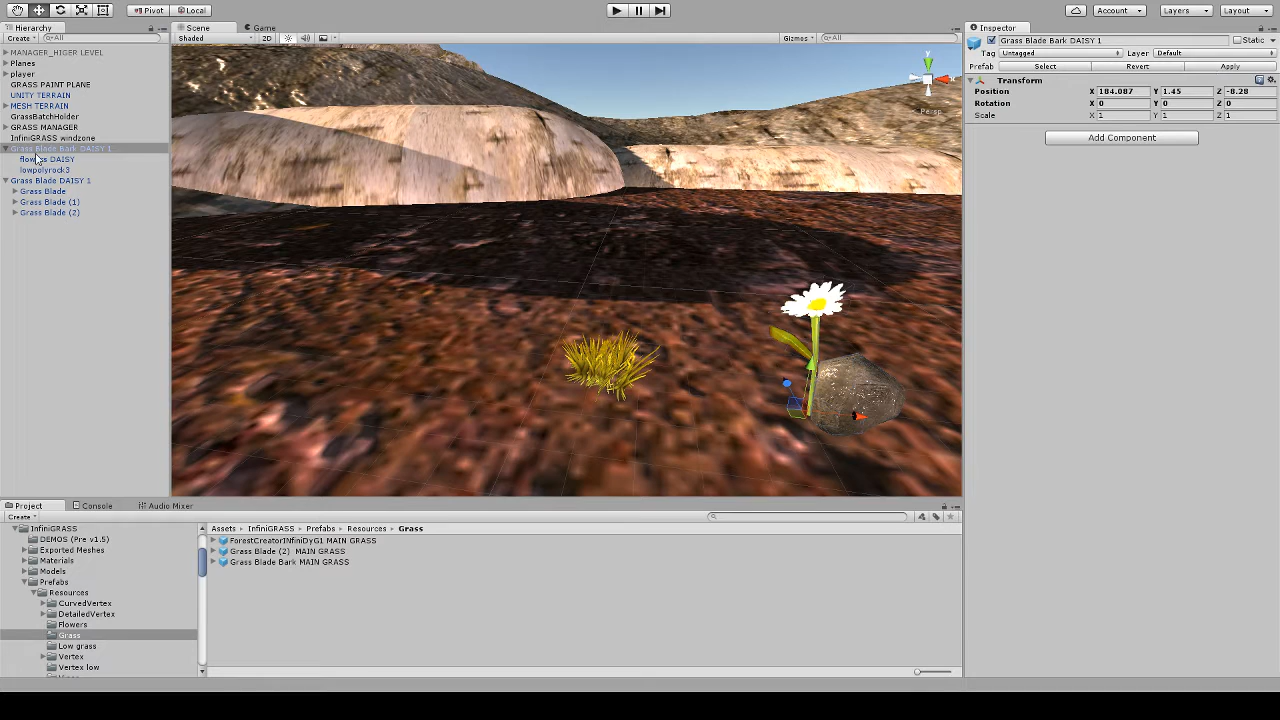 Pivot Local Account Layers Layout
Hierarchy Scene Game Inspector
Create All Shaded 2D Gizmos All Grass Blade Bark DAISY 1 Static
MANAGER_HIGER LEVEL Tag Untagged Layer Default
Planes Prefab Select Revert Apply
player
GRASS PAINT PLANE Transform
UNITY TERRAIN Position X 184.087 Y 1.45 Z -8.28
MESH TERRAIN Rotation X 0 Y 0 Z 0
GrassBatchHolder Scale X 1 Y 1 Z 1
GRASS MANAGER
InfiniGRASS windzone Add Component
Grass Blade Bark DAISY 1
DAISY
lowpolyrock3
Grass Blade DAISY 1
Grass Blade
Grass Blade (1)
Grass Blade (2)
y
Persp
Project Console Audio Mixer
Create
InfiniGRASS Assets InfiniGRASS Prefabs Resources Grass
DEMOS (Pre v1.5) ForestCreatorINfiniDyG1 MAIN GRASS
Exported Meshes Grass Blade (2) MAIN GRASS
Materials Grass Blade Bark MAIN GRASS
Models
Prefabs
Resources
CurvedVertex
DetailedVertex
Flowers
Grass
Low grass
Vertex
Vertex low